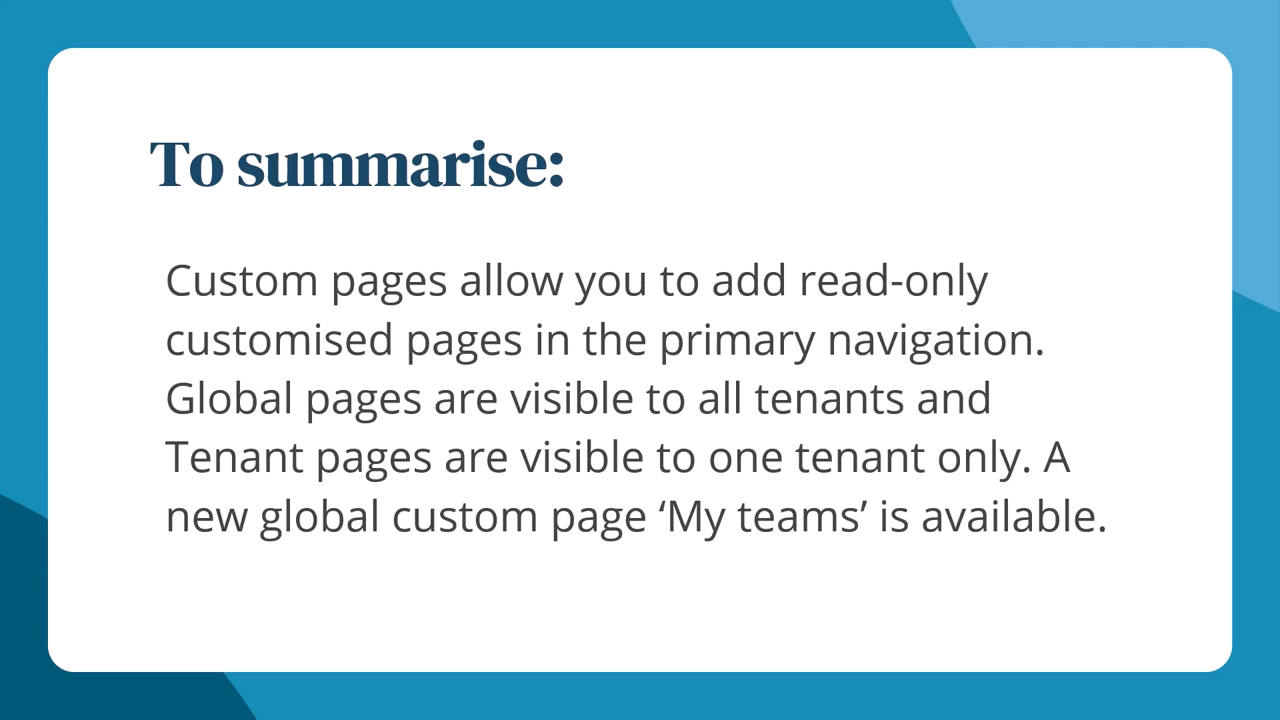 To summarise:
Custom pages allow you to add read-only
customised pages in the primary navigation.
Global pages are visible to all tenants and
Tenant pages are visible to one tenant only. A
new global custom page ‘My teams’ is available.